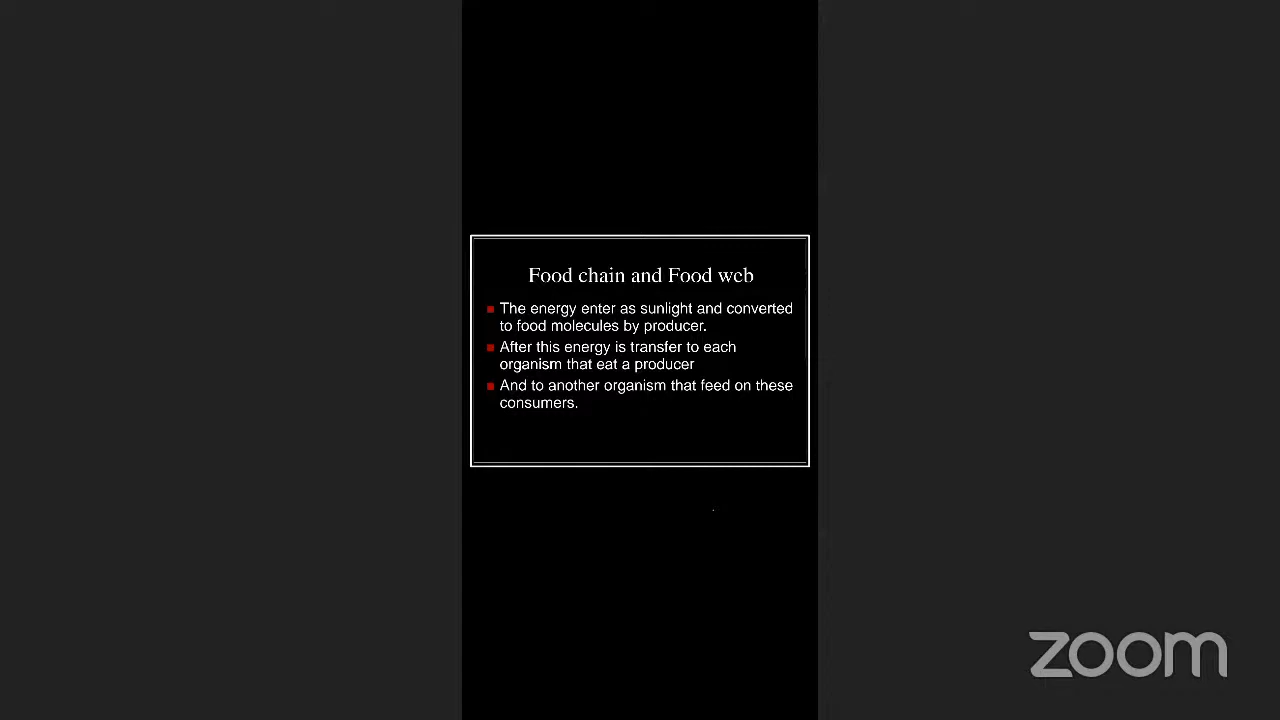 Food chain and Food web
The energy enter as sunlight and converted
to food molecules by producer.
After this energy is transfer to each
organism that eat a producer
And to another organism that feed on these
consumers.
zoom